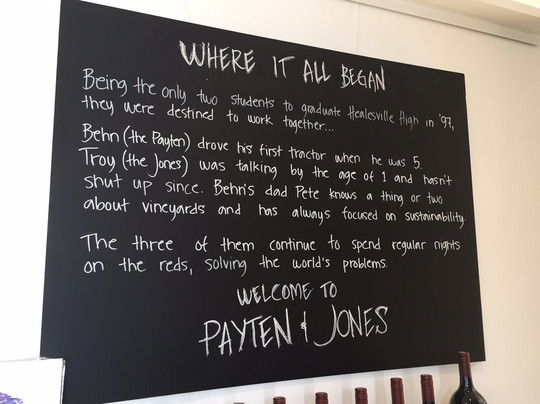 WHERE IT ALL BEGAN
Being the only two students to graduate Healesville High in '97,
they were destined to work together...
Behn (the Payten) drove his first tractor when he was 5.
Troy (the Jones) was talking by the age of 1 and hasn't
shut up since. Behn's dad Pete knows a thing or two
about vineyards and has always focused on sustainability.
The three of them continue to spend regular nights
on the reds, solving the world's problems.
WELCOME TO
PAYTEN & JONES